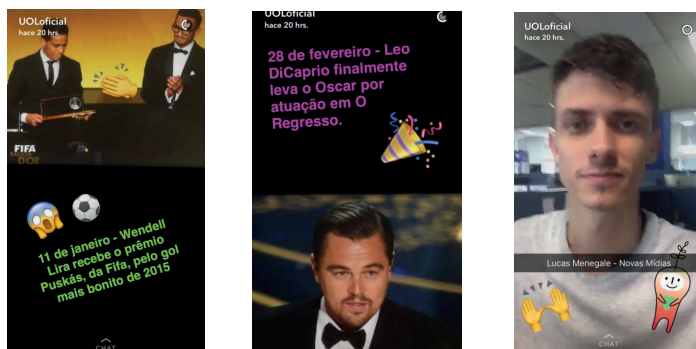 UOLoficial
hace 20 hrs.
FIFA
BALLON
D'OR
11 de janeiro - Wendell
Lira recebe o prêmio
Puskás, da Fifa, pelo gol
mais bonito de 2015
CHAT
UOLoficial
hace 20 hrs.
28 de fevereiro - Leo
DiCaprio finalmente
leva o Oscar por
atuação em O
Regresso.
UOLoficial
hace 20 hrs.
Lucas Menegale - Novas Mídias
CHAT